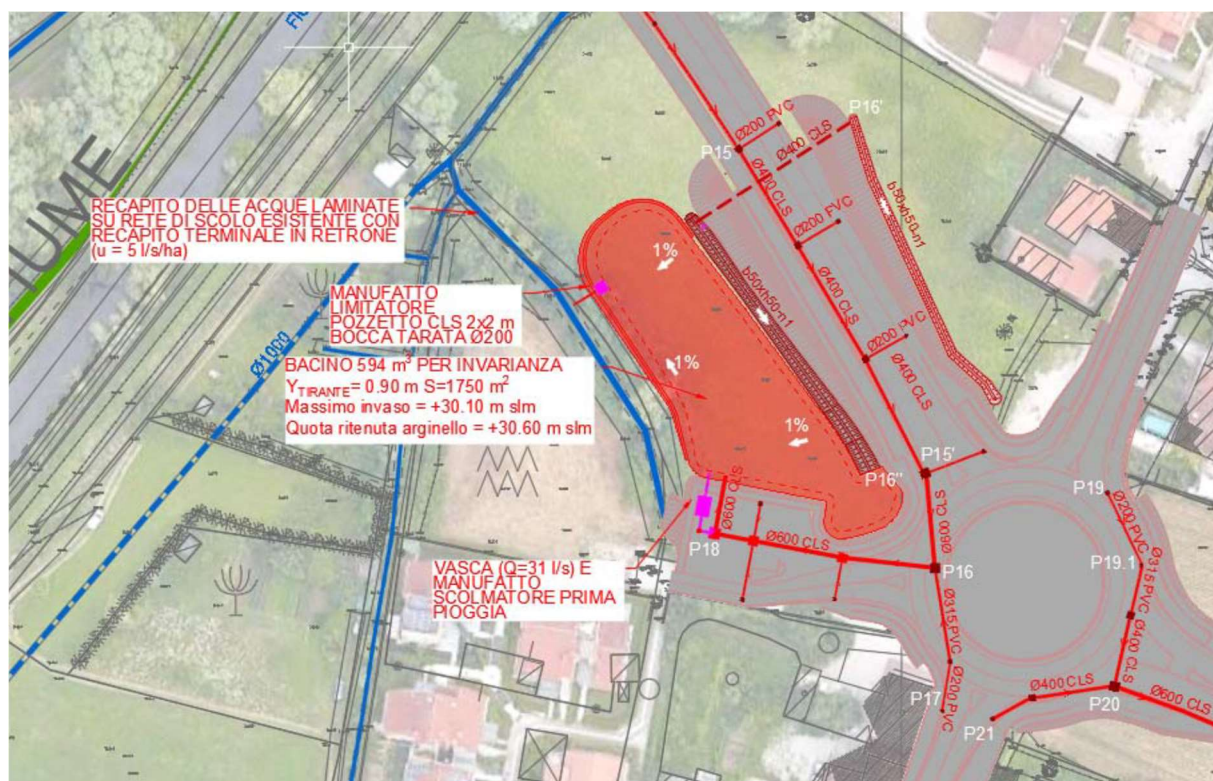 FIU
IUME
RECAPITO DELLE ACQUE LAMINATE
SU RETE DI SCOLO ESISTENTE CON
RECAPITO TERMINALE IN RETRONE
(u = 5 l/s/ha)
MANUFATTO
LIMITATORE
POZZETTO CLS 2x2 m
BOCCA TARATA Ø200
BACINO 594 m³ PER INVARIANZA
Y TIRANTE = 0.90 m S=1750 m²
Massimo invaso = +30.10 m slm
Quota ritenuta arginello = +30.60 m slm
VASCA (Q=31 l/s) E
MANUFATTO
SCOLMATORE PRIMA
PIOGGIA
Ø1000
1%
1%
1%
P15
Ø200 PVC
Ø400 CLS
P16'
Ø400 CLS
Ø200 PVC
Ø400 CLS
Ø200 PVC
Ø400 CLS
b50xh50-n1
b50xh50-n1
P15'
P16''
Ø600 CLS
P16
Ø600 CLS
Ø600 CLS
P18
Ø315 PVC
Ø200 PVC
P17
P19
Ø200 PVC
P19.1
Ø315 PVC
Ø400 CLS
Ø400 CLS
P20
Ø600 CLS
P21